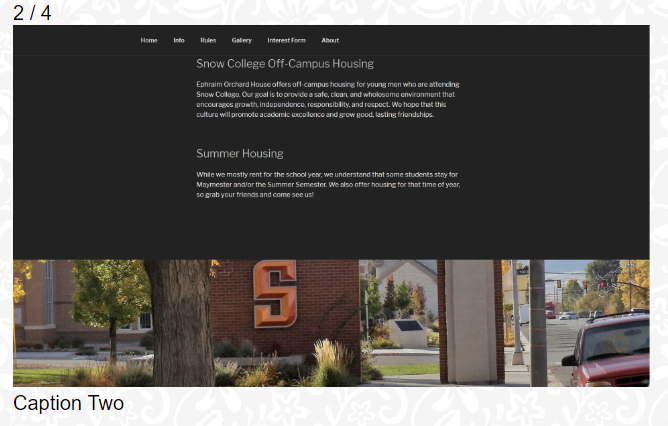 2 / 4
Home Info Rules Gallery Interest Form About
Snow College Off-Campus Housing
Ephraim Orchard House offers off-campus housing for young men who are attending
Snow College. Our goal is to provide a safe, clean, and wholesome environment that
encourages growth, independence, responsibility, and respect. We hope that this
culture will promote academic excellence and grow good, lasting friendships.
Summer Housing
While we mostly rent for the school year, we understand that some students stay for
Maymester and/or the Summer Semester. We also offer housing for that time of year,
so grab your friends and come see us!
S
Caption Two